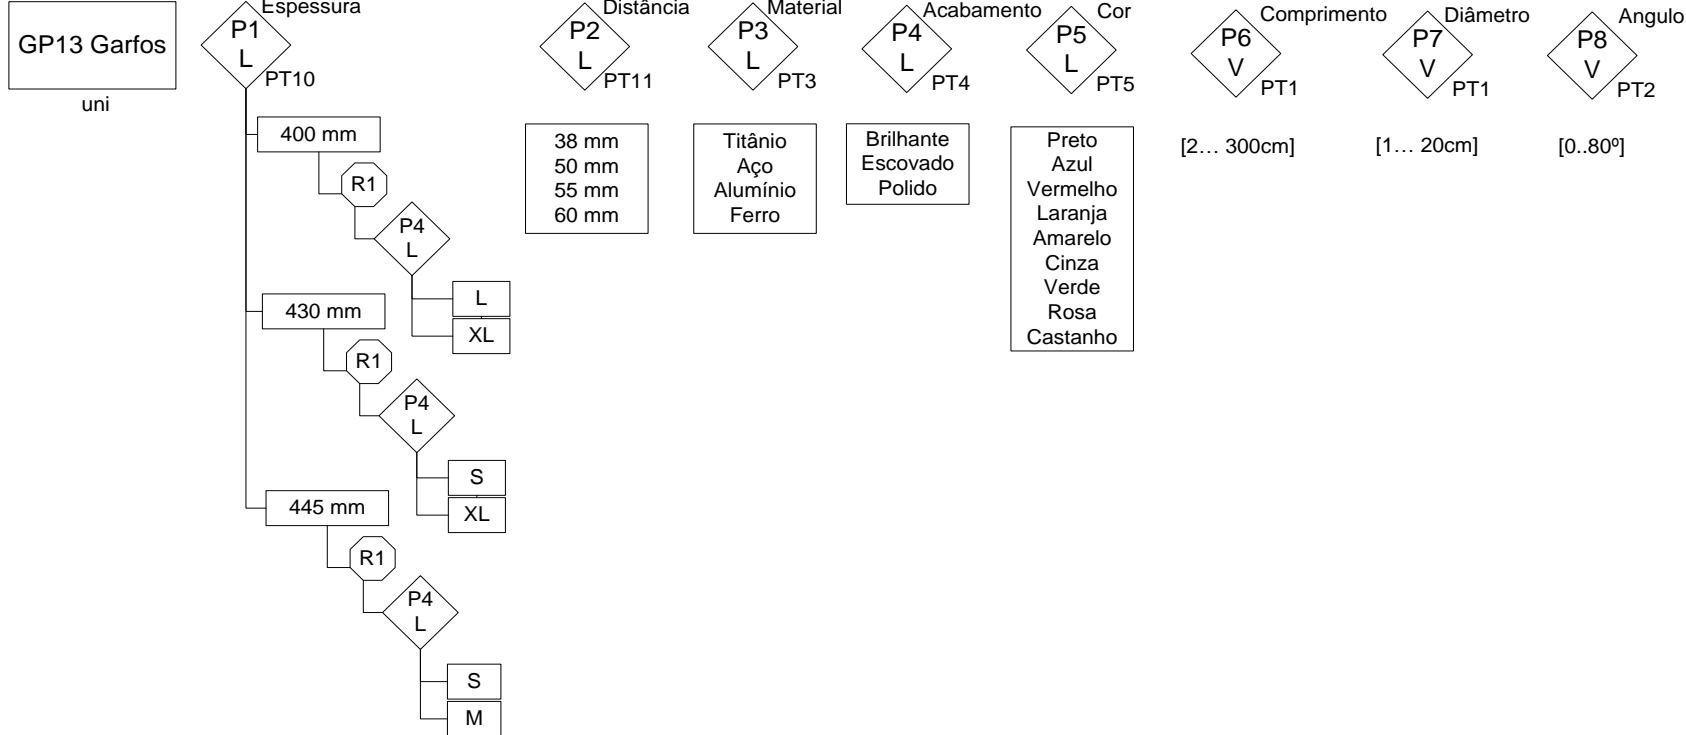 GP13 Garfos
uni
Espessura
P1
L
PT10
400 mm
R1
P4
L
L
XL
430 mm
R1
P4
L
S
XL
445 mm
R1
P4
L
S
M
Distância
P2
L
PT11
38 mm
50 mm
55 mm
60 mm
Material
P3
L
PT3
Titânio
Aço
Alumínio
Ferro
Acabamento
P4
L
PT4
Brilhante
Escovado
Polido
Cor
P5
L
PT5
Preto
Azul
Vermelho
Laranja
Amarelo
Cinza
Verde
Rosa
Castanho
Comprimento
P6
V
PT1
[2… 300cm]
Diâmetro
P7
V
PT1
[1… 20cm]
Angulo
P8
V
PT2
[0..80º]